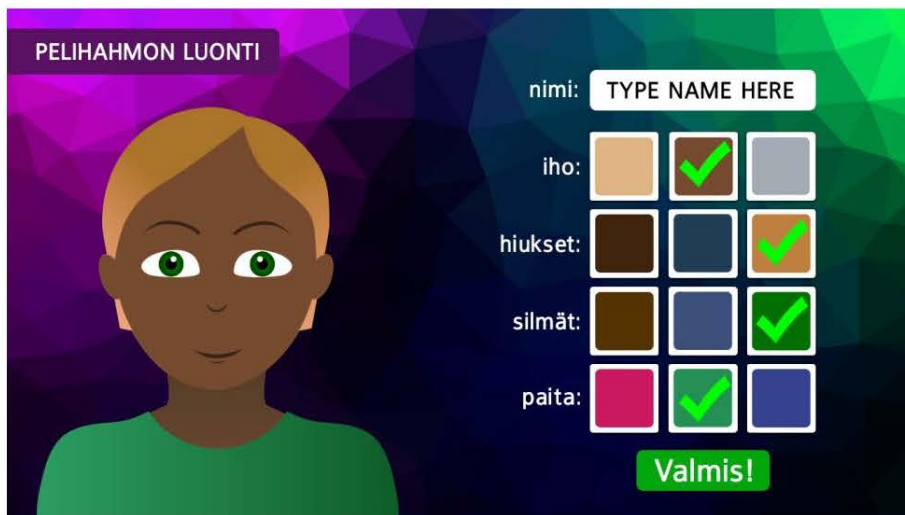 PELIHAHMON LUONTI
nimi: TYPE NAME HERE
iho:
hiukset:
silmät:
paita:
Valmis!